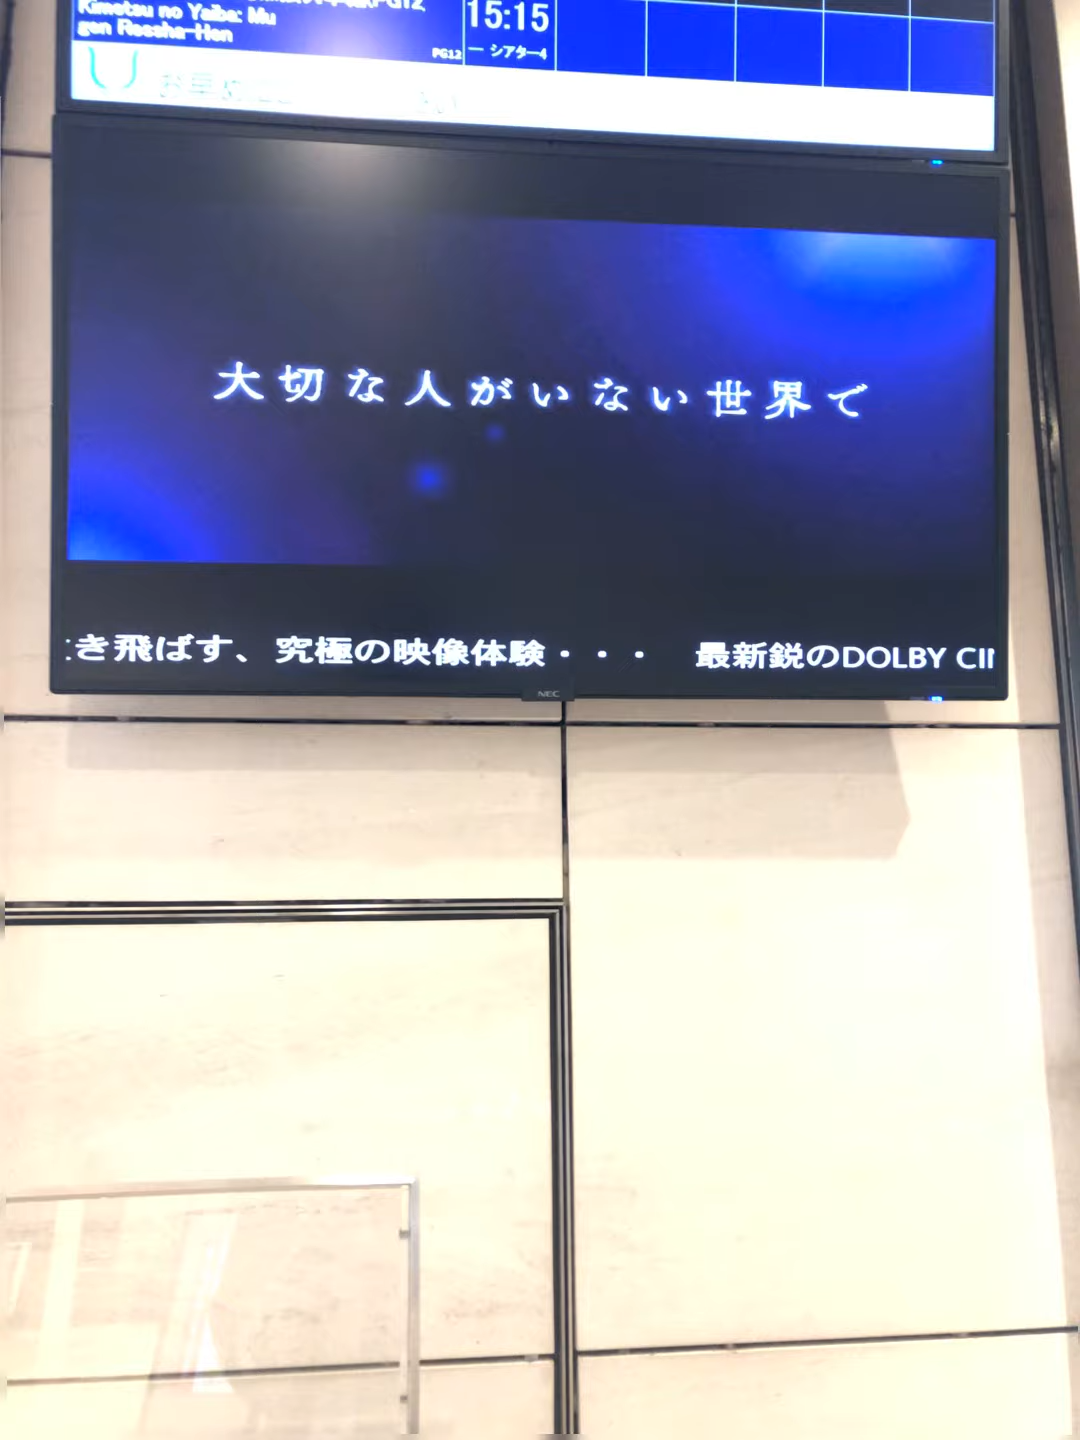 Kimetsu no Yaiba: Mu
gen Ressha-Hen
15:15
PG12
シアター4
大切な人がいない世界で
き飛ばす、究極の映像体験・・・ 最新鋭のDOLBY CI
NEC